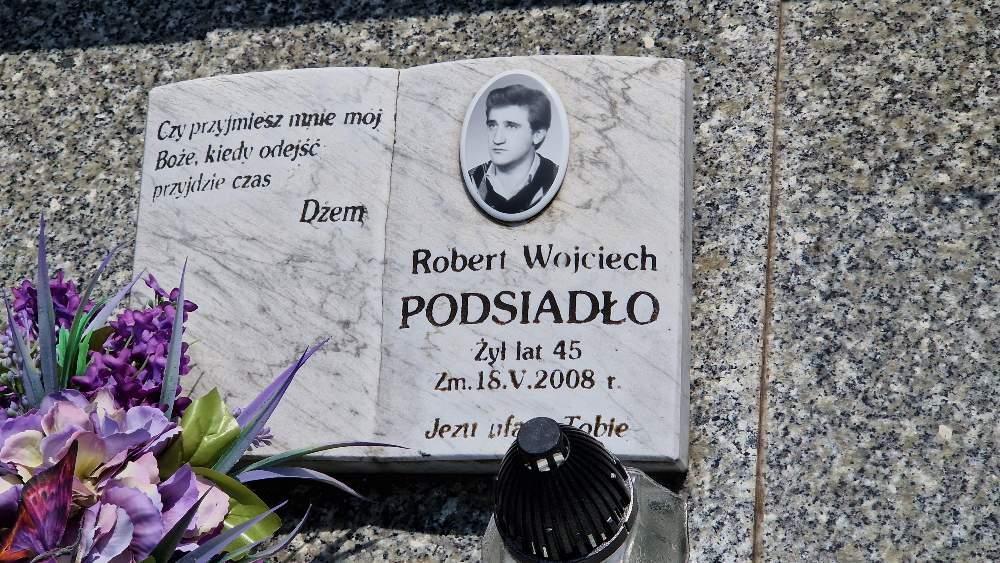 Czy przyjmiesz mnie mój
Boże, kiedy odejść
przyjdzie czas
Dżem
Robert Wojciech
PODSIADŁO
Żył lat 45
Zm. 18.V.2008 r.
Jezu Tobie